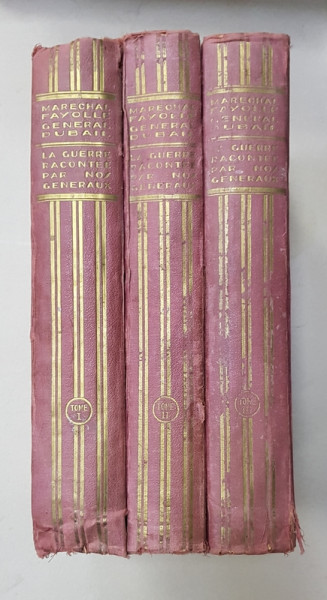 MARECHAL
FAYOLLE
GENERAL
DUBAIL
LA GUERRE
RACONTEE
PAR NOS
GENERAUX
TOME
I
MARECHAL
FAYOLLE
GENERAL
DUBAIL
LA GUERRE
RACONTEE
PAR NOS
GENERAUX
TOME
II
MARECHAL
FAYOLLE
GENERAL
DUBAIL
LA GUERRE
RACONTEE
PAR NOS
GENERAUX
TOME
III